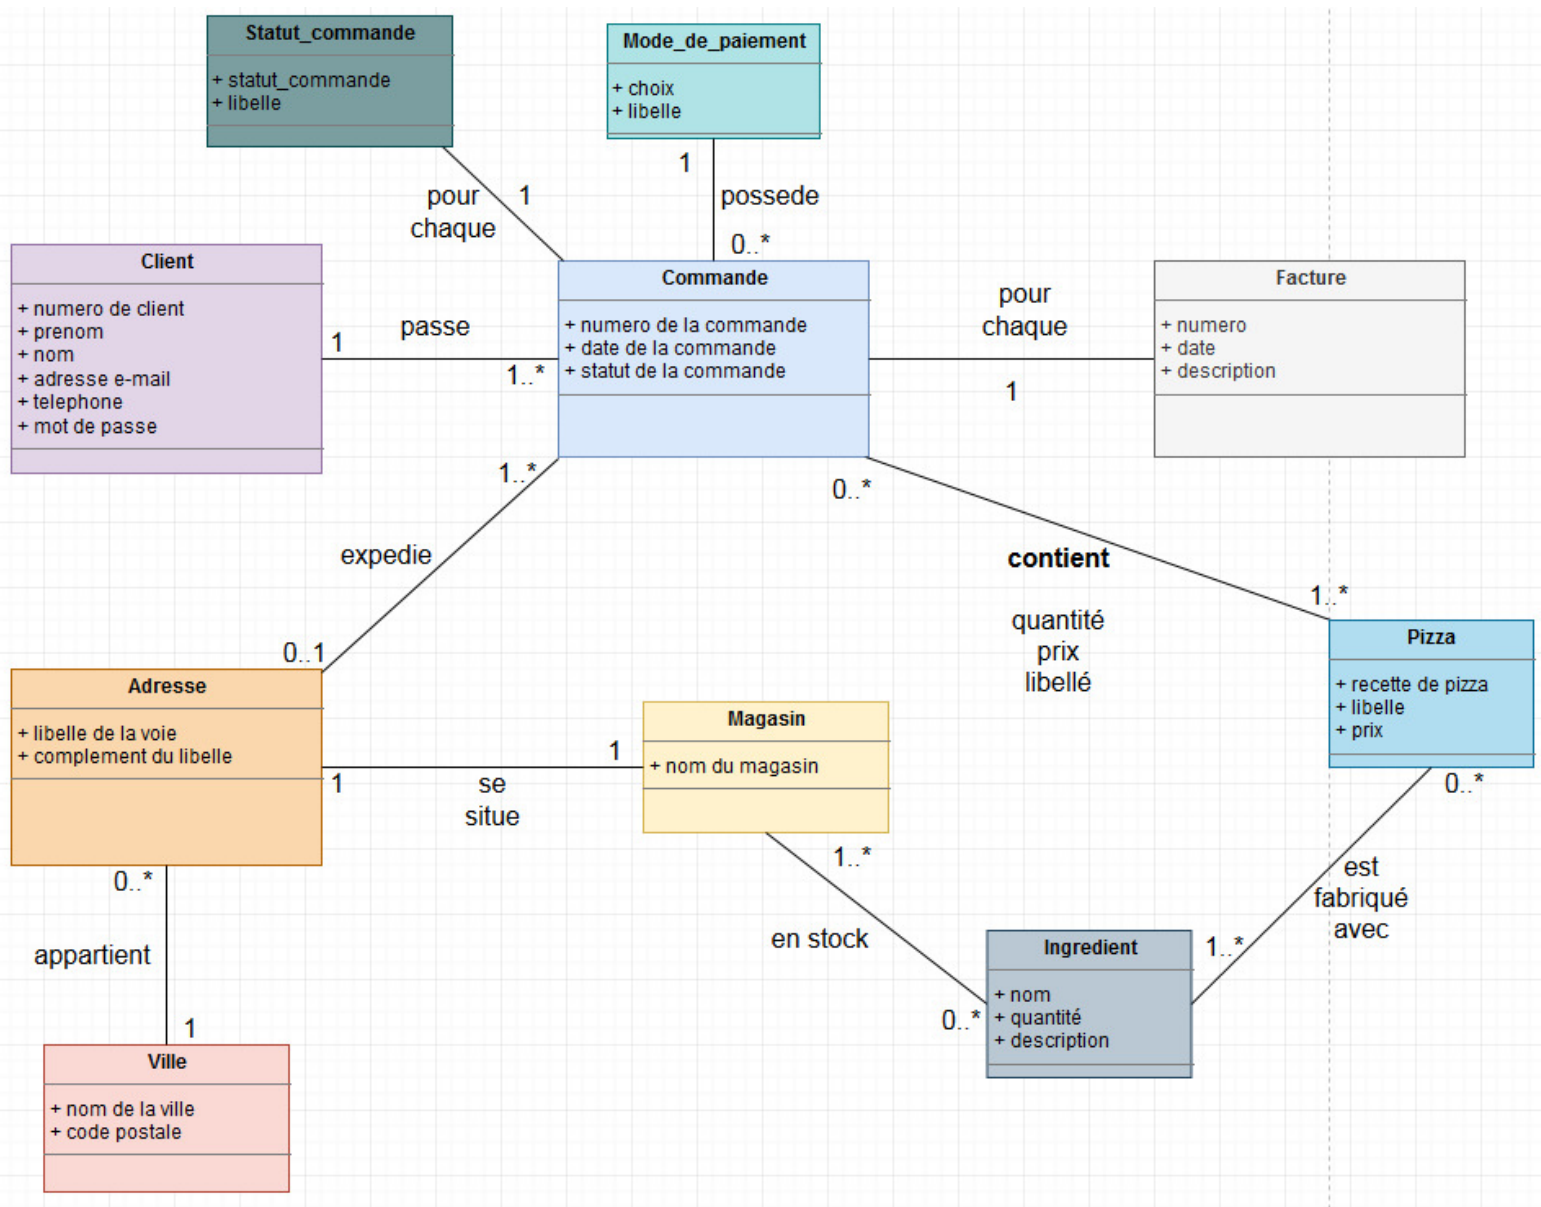 Statut_commande
+ statut_commande
+ libelle
Mode_de_paiement
+ choix
+ libelle
pour
chaque
1
1
possede
0..*
Client
+ numero de client
+ prenom
+ nom
+ adresse e-mail
+ telephone
+ mot de passe
1
passe
1..*
Commande
+ numero de la commande
+ date de la commande
+ statut de la commande
pour
chaque
1
Facture
+ numero
+ date
+ description
1..*
expedie
0..1
0..*
contient
quantité
prix
libellé
1..*
Pizza
+ recette de pizza
+ libelle
+ prix
Adresse
+ libelle de la voie
+ complement du libelle
1
se
situe
1
Magasin
+ nom du magasin
1..*
en stock
0..*
0..*
est
fabriqué
avec
1..*
Ingredient
+ nom
+ quantité
+ description
0..*
appartient
1
Ville
+ nom de la ville
+ code postale